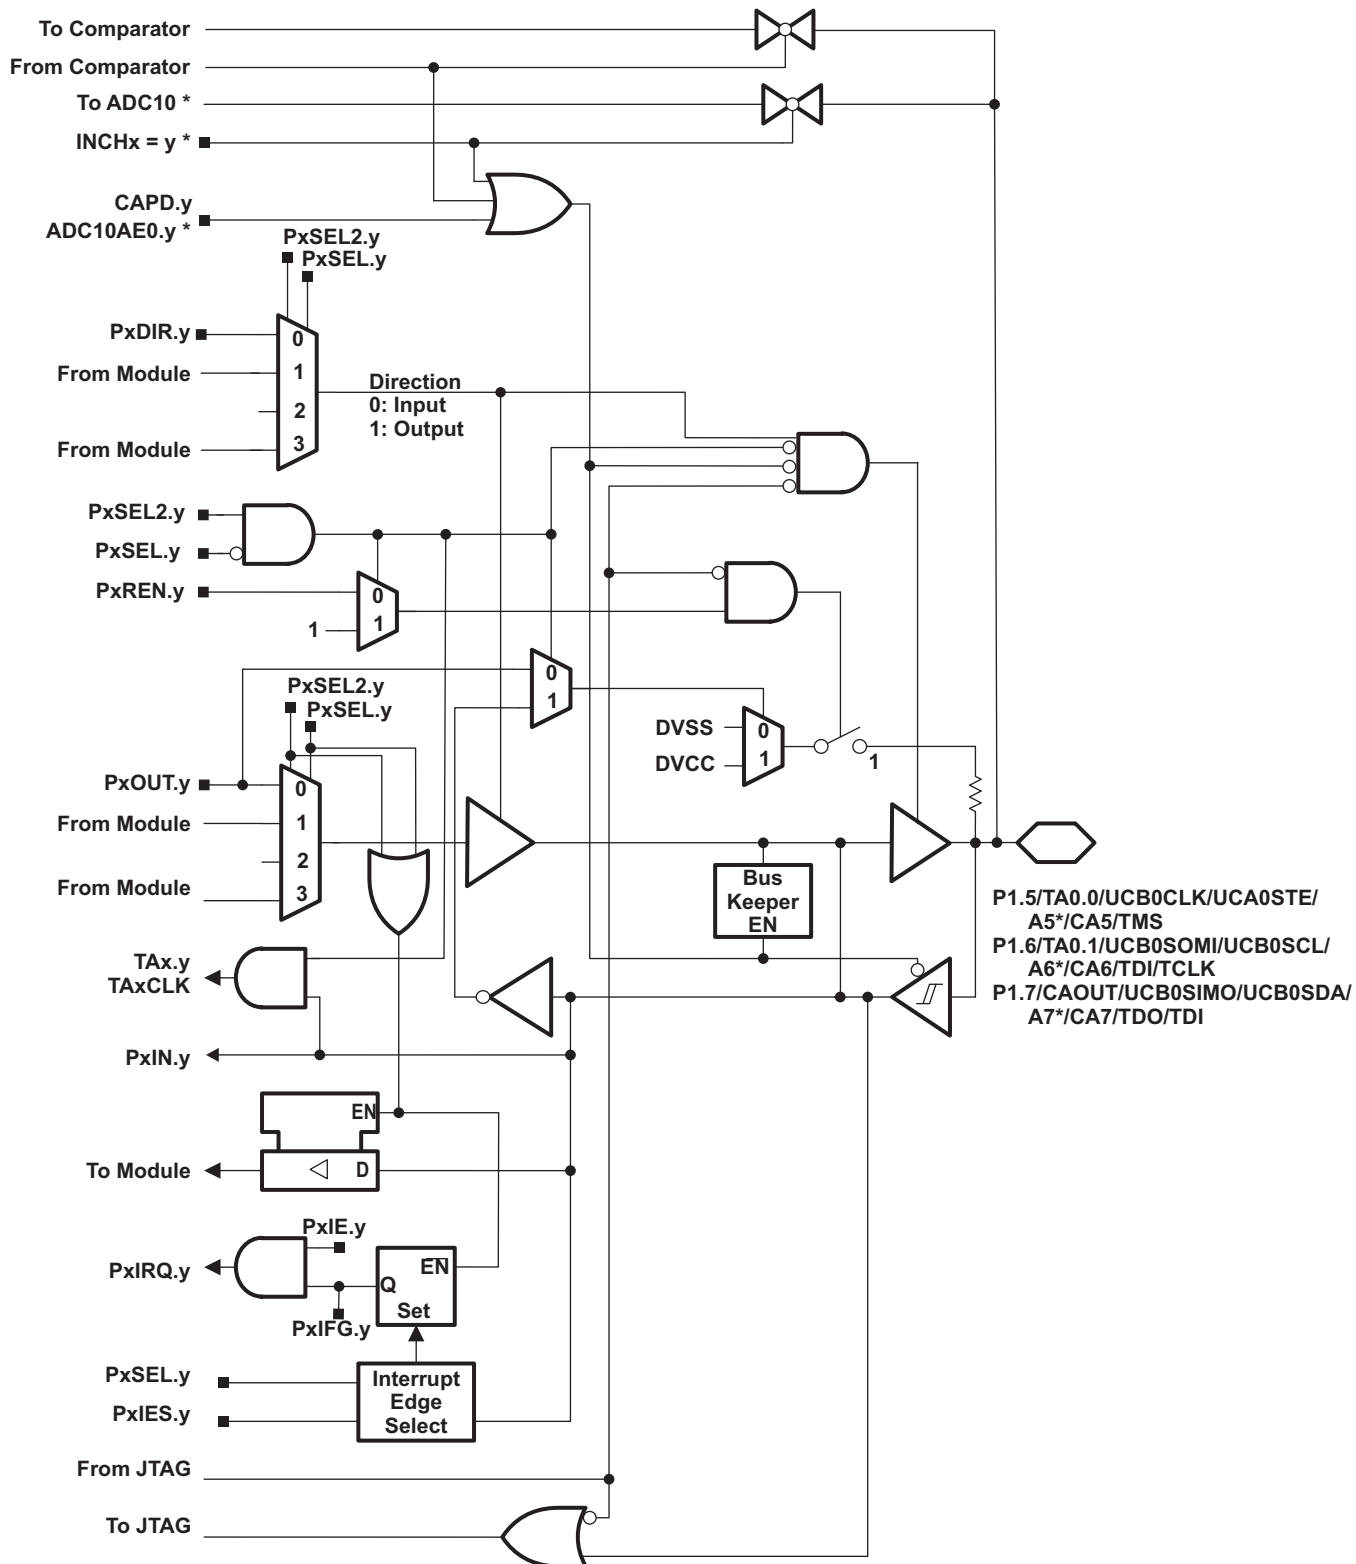 To Comparator
From Comparator
To ADC10 *
INCHx = y *
CAPD.y
ADC10AE0.y *
PxSEL2.y
PxSEL.y
PxDIR.y
0
From Module
1
2
From Module
3
Direction
0: Input
1: Output
PxSEL2.y
PxSEL.y
PxREN.y
0
1
1
0
1
PxSEL2.y
PxSEL.y
DVSS
0
DVCC
1
1
PxOUT.y
0
From Module
1
2
From Module
3
Bus
Keeper
EN
P1.5/TA0.0/UCB0CLK/UCA0STE/
A5*/CA5/TMS
P1.6/TA0.1/UCB0SOMI/UCB0SCL/
A6*/CA6/TDI/TCLK
P1.7/CAOUT/UCB0SIMO/UCB0SDA/
A7*/CA7/TDO/TDI
TAx.y
TAxCLK
PxIN.y
EN
To Module
D
PxIE.y
PxIRQ.y
EN
Q
Set
PxIFG.y
PxSEL.y
PxIES.y
Interrupt
Edge
Select
From JTAG
To JTAG